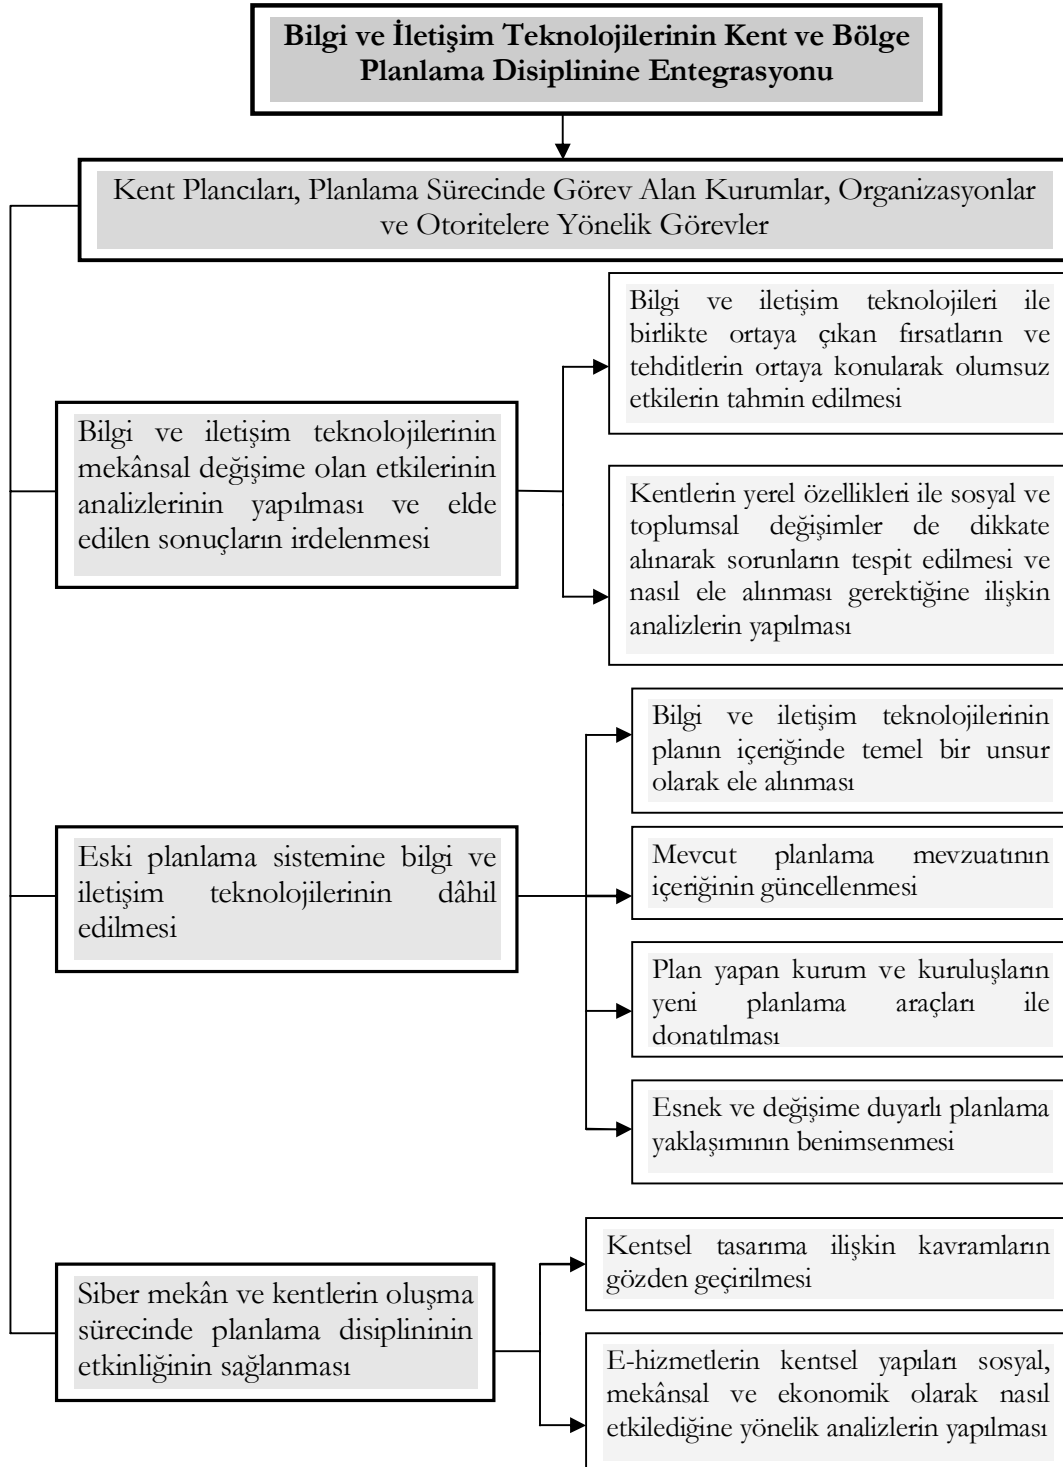 Bilgi ve İletişim Teknolojilerinin Kent ve Bölge
Planlama Disiplinine Entegrasyonu
Kent Plancıları, Planlama Sürecinde Görev Alan Kurumlar, Organizasyonlar
ve Otoritelere Yönelik Görevler
Bilgi ve iletişim teknolojilerinin
mekânsal değişime olan etkilerinin
analizlerinin yapılması ve elde
edilen sonuçların irdelenmesi
Bilgi ve iletişim teknolojileri ile
birlikte ortaya çıkan fırsatların ve
tehditlerin ortaya konularak olumsuz
etkilerin tahmin edilmesi
Kentlerin yerel özellikleri ile sosyal ve
toplumsal değişimler de dikkate
alınarak sorunların tespit edilmesi ve
nasıl ele alınması gerektiğine ilişkin
analizlerin yapılması
Eski planlama sistemine bilgi ve
iletişim teknolojilerinin dâhil
edilmesi
Bilgi ve iletişim teknolojilerinin
planın içeriğinde temel bir unsur
olarak ele alınması
Mevcut planlama mevzuatının
içeriğinin güncellenmesi
Plan yapan kurum ve kuruluşların
yeni planlama araçları ile
donatılması
Esnek ve değişime duyarlı planlama
yaklaşımının benimsenmesi
Siber mekân ve kentlerin oluşma
sürecinde planlama disiplininin
etkinliğinin sağlanması
Kentsel tasarıma ilişkin kavramların
gözden geçirilmesi
E-hizmetlerin kentsel yapıları sosyal,
mekânsal ve ekonomik olarak nasıl
etkilediğine yönelik analizlerin yapılması